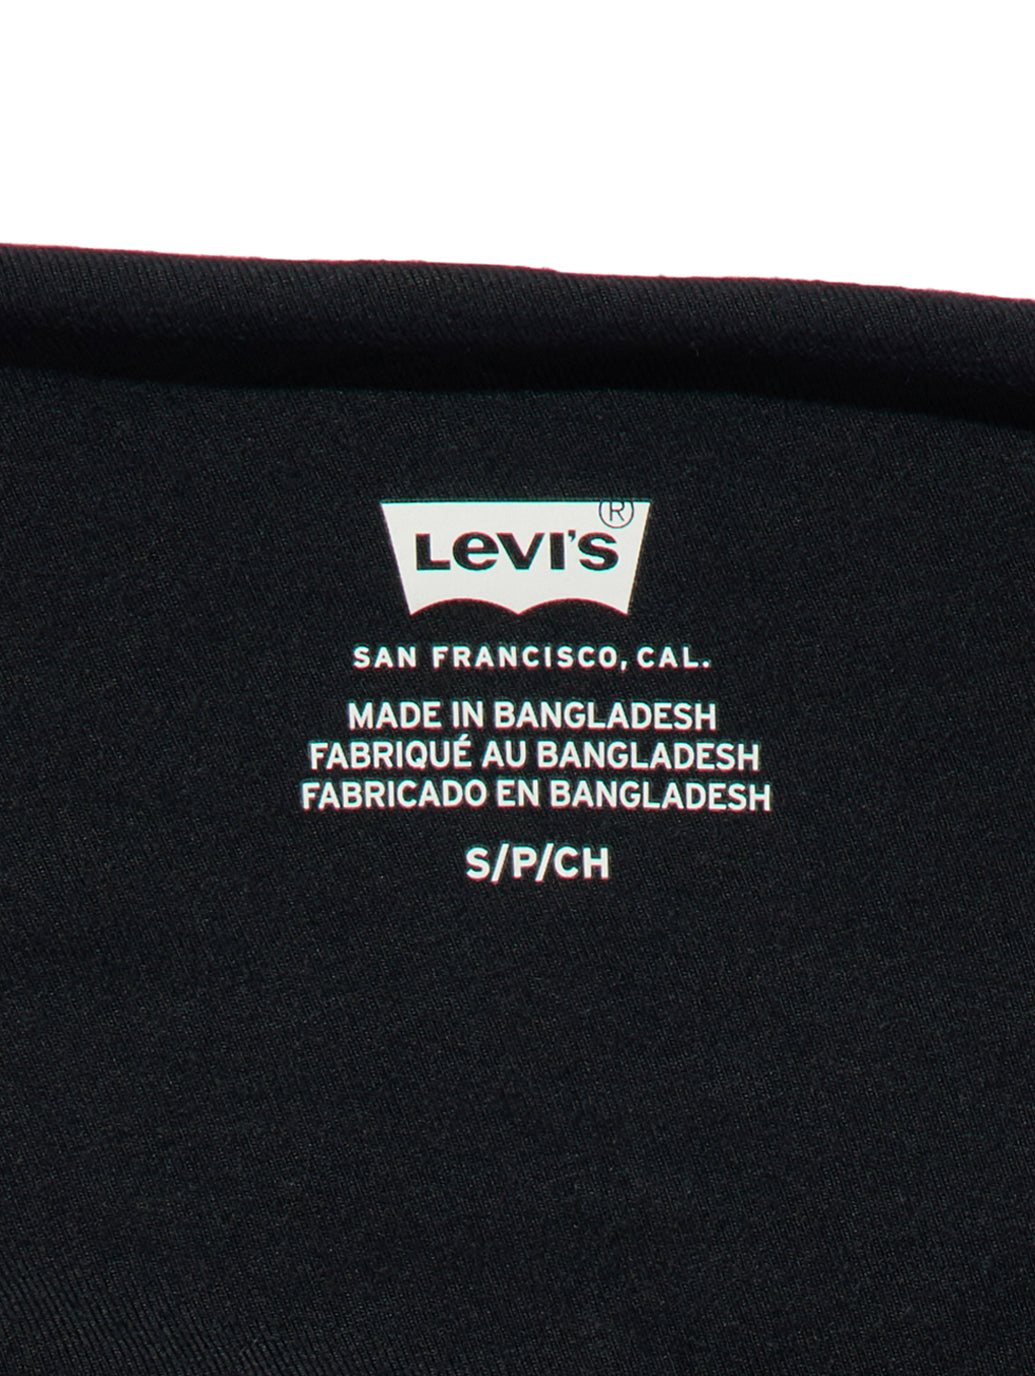 Levi's®
SAN FRANCISCO, CAL.
MADE IN BANGLADESH
FABRIQUÉ AU BANGLADESH
FABRICADO EN BANGLADESH
S/P/CH